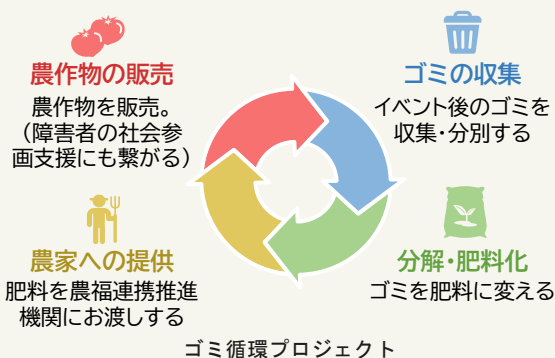 農作物の販売
農作物を販売。
（障害者の社会参
画支援にも繋がる）
ゴミの収集
イベント後のゴミを
収集・分別する
農家への提供
肥料を農福連携推進
機関にお渡しする
分解・肥料化
ゴミを肥料に変える
ゴミ循環プロジェクト